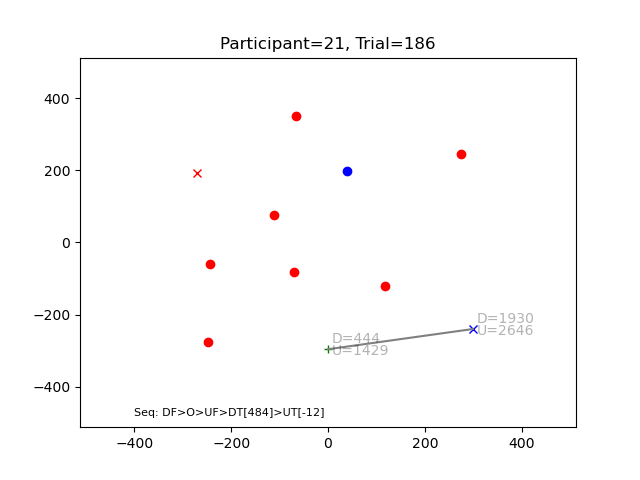 Participant=21, Trial=186
400
200
0
−200
−400
D=1930
U=2646
D=444
U=1429
Seq: DF>O>UF>DT[484]>UT[-12]
−400
−200
0
200
400